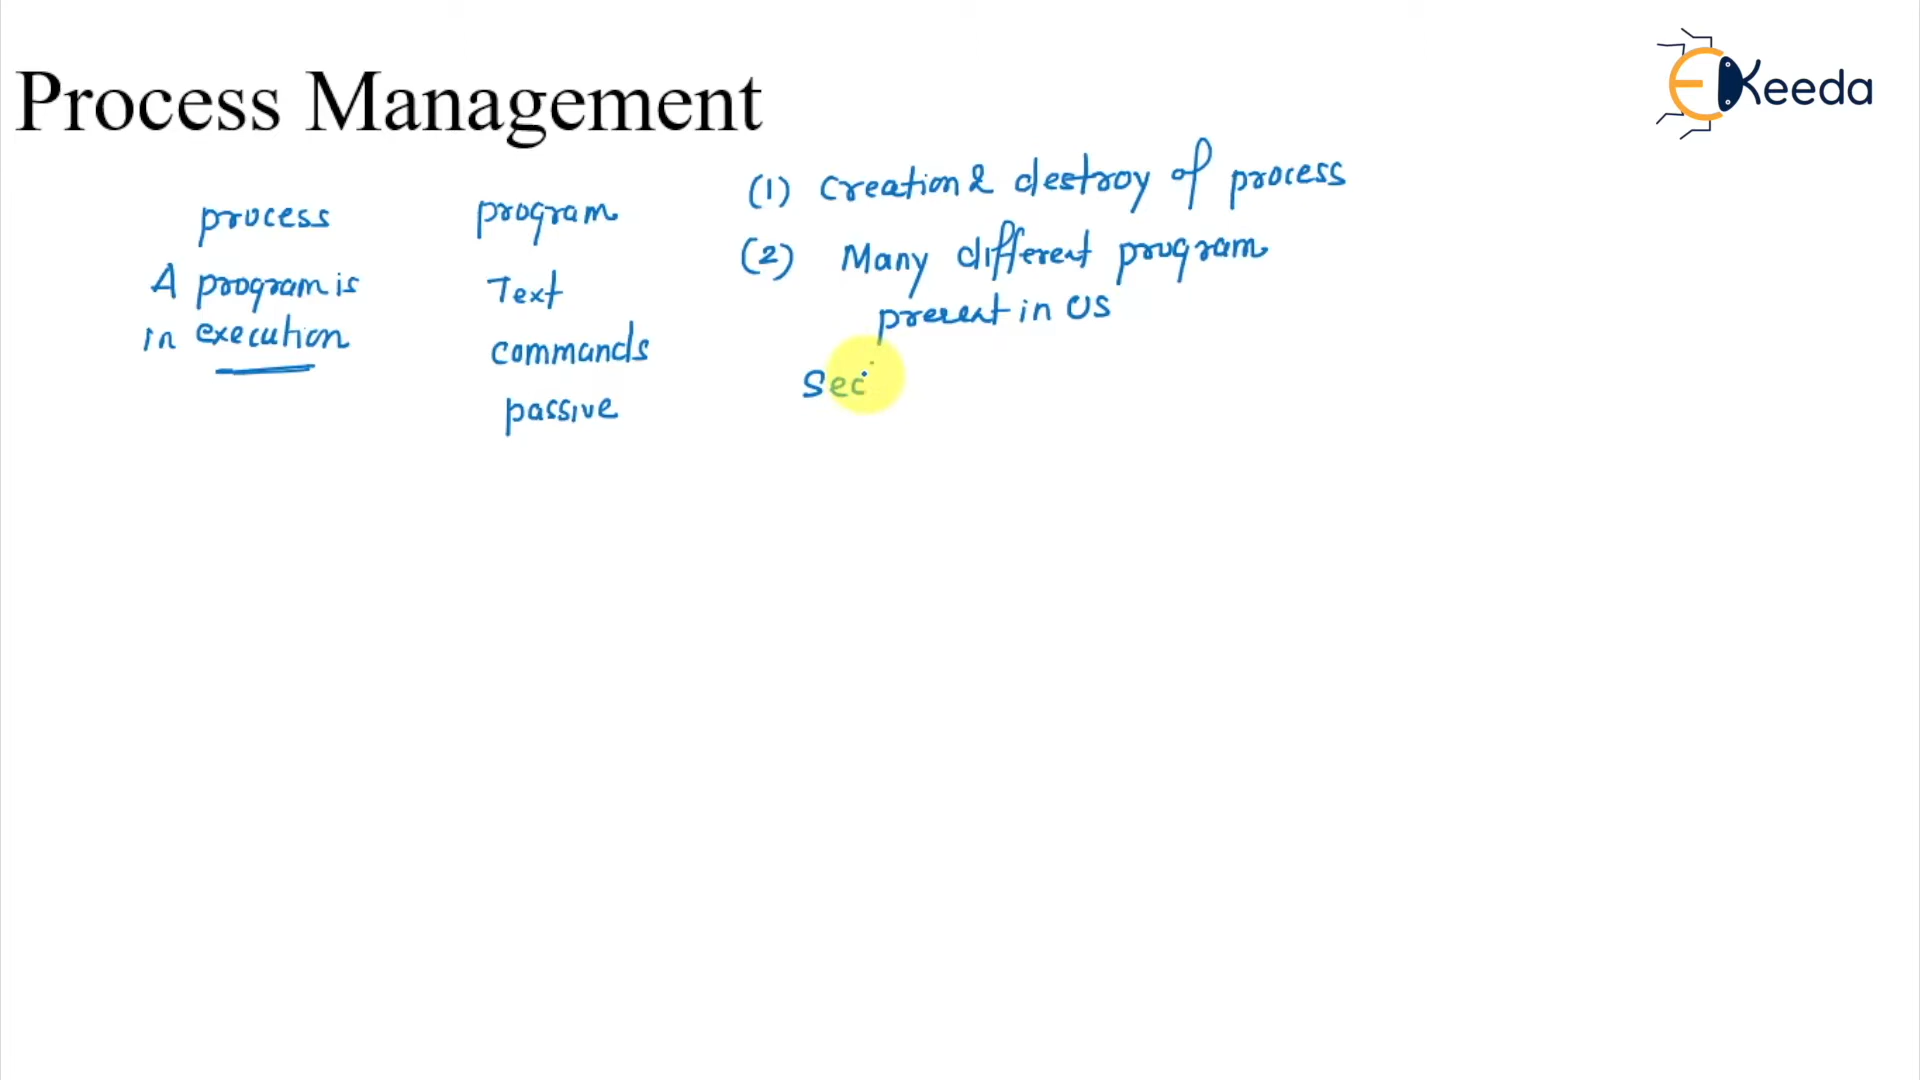 Process Management
EKeeda
process
A program is
in execution
program
Text
commands
passive
(1) Creation & destroy of process
(2) Many different program
present in OS
Sec